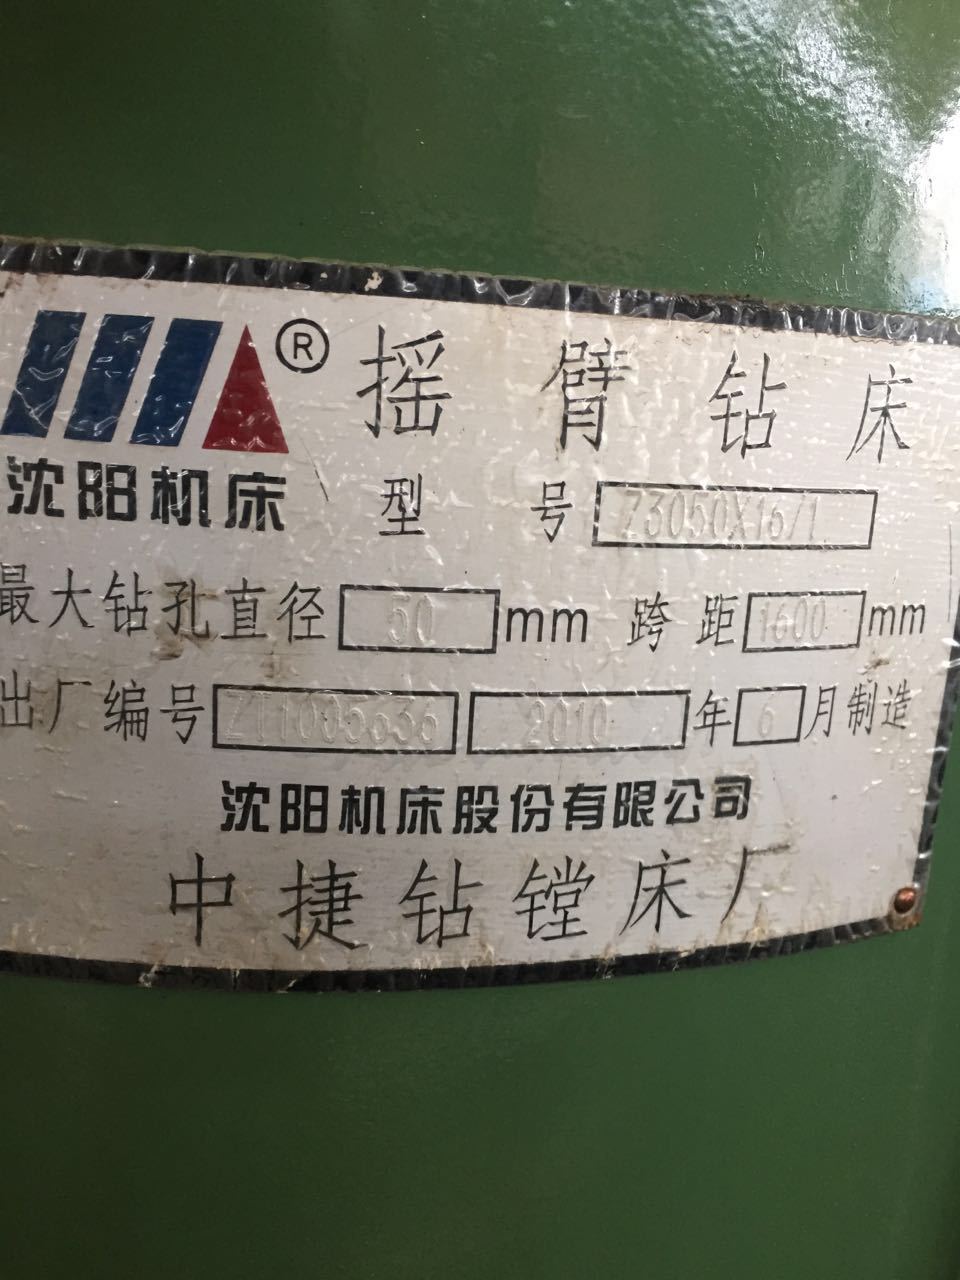 ® 摇臂钻床
沈阳机床
型号 Z3050X16/1
最大钻孔直径 50 mm 跨距 1600 mm
出厂编号 ZT1005636 2010 年 6 月制造
沈阳机床股份有限公司
中捷钻镗床厂